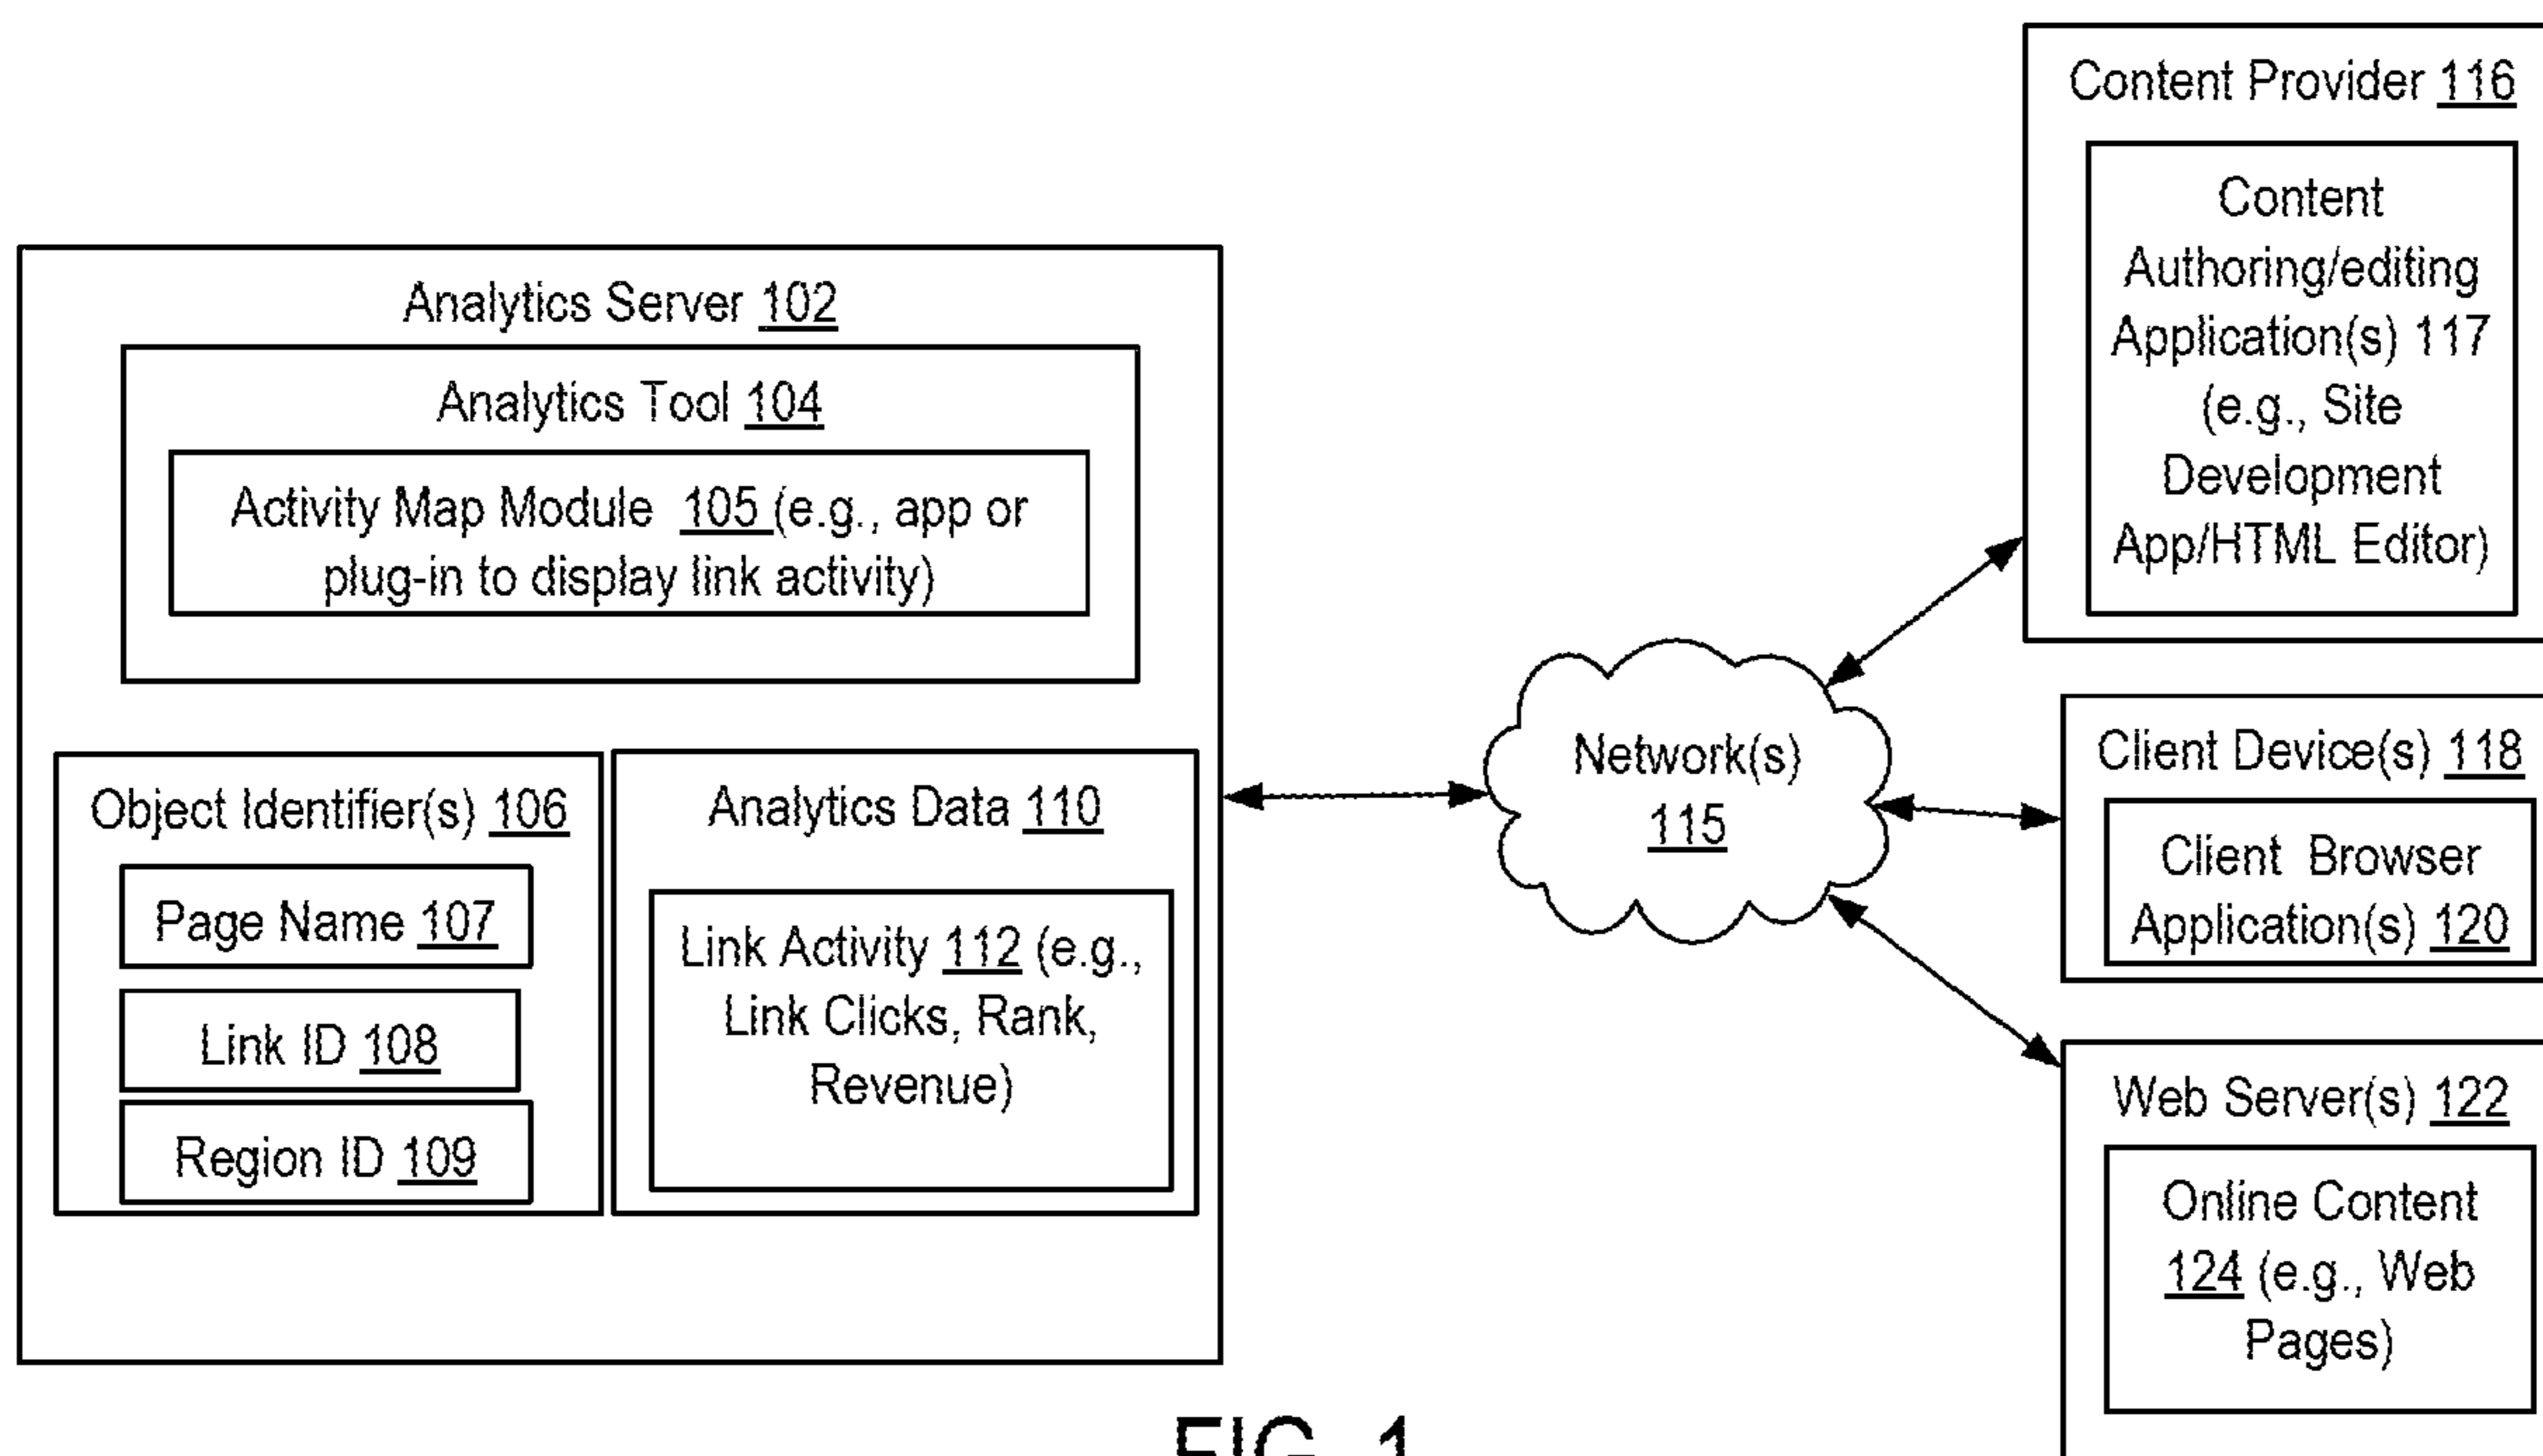 Analytics Server 102
Analytics Tool 104
Activity Map Module 105 (e.g., app or
plug-in to display link activity)
Object Identifier(s) 106
Page Name 107
Link ID 108
Region ID 109
Analytics Data 110
Link Activity 112 (e.g.,
Link Clicks, Rank,
Revenue)
Network(s)
115
Content Provider 116
Content
Authoring/editing
Application(s) 117
(e.g., Site
Development
App/HTML Editor)
Client Device(s) 118
Client Browser
Application(s) 120
Web Server(s) 122
Online Content
124 (e.g., Web
Pages)
FIG. 1